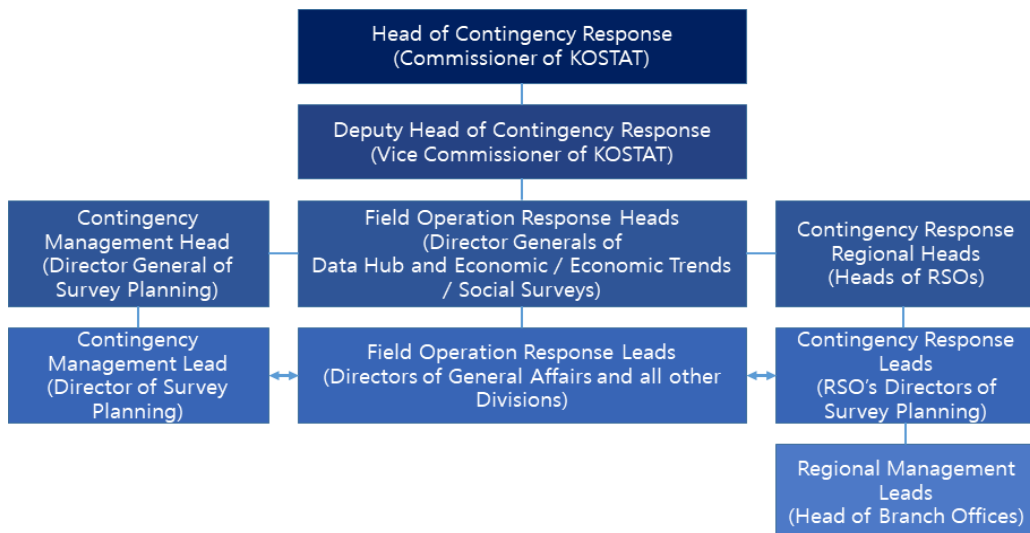 Head of Contingency Response
(Commissioner of KOSTAT)
Deputy Head of Contingency Response
(Vice Commissioner of KOSTAT)
Contingency
Management Head
(Director General of
Survey Planning)
Field Operation Response Heads
(Director Generals of
Data Hub and Economic / Economic Trends
/ Social Surveys)
Contingency Response
Regional Heads
(Heads of RSOs)
Contingency
Management Lead
(Director of Survey
Planning)
Field Operation Response Leads
(Directors of General Affairs and all other
Divisions)
Contingency Response
Leads
(RSO’s Directors of
Survey Planning)
Regional Management
Leads
(Head of Branch Offices)